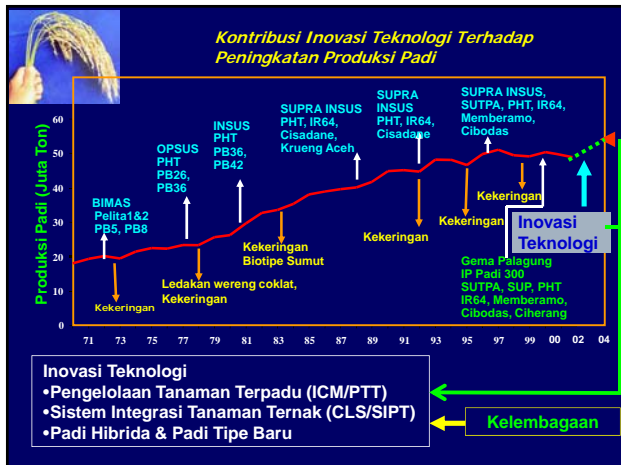 Kontribusi Inovasi Teknologi Terhadap
Peningkatan Produksi Padi
Produksi Padi (Juta Ton)
60
50
40
30
20
10
0
BIMAS
Pelita1&2
PB5, PB8
OPSUS
PHT
PB26,
PB36
INSUS
PHT
PB36,
PB42
SUPRA INSUS
PHT, IR64,
Cisadane,
Krueng Aceh
SUPRA
INSUS
PHT, IR64,
Cisadane
SUPRA INSUS,
SUTPA, PHT, IR64,
Memberamo,
Cibodas
Kekeringan
Ledakan wereng coklat,
Kekeringan
Kekeringan
Biotipe Sumut
Kekeringan
Kekeringan
Kekeringan
Inovasi
Teknologi
Gema Palagung
IP Padi 300
SUTPA, SUP, PHT
IR64, Memberamo,
Cibodas, Ciherang
71 73 75 77 79 81 83 85 87 89 91 93 95 97 99 00 02 04
Inovasi Teknologi
•Pengelolaan Tanaman Terpadu (ICM/PTT)
•Sistem Integrasi Tanaman Ternak (CLS/SIPT)
•Padi Hibrida & Padi Tipe Baru
Kelembagaan